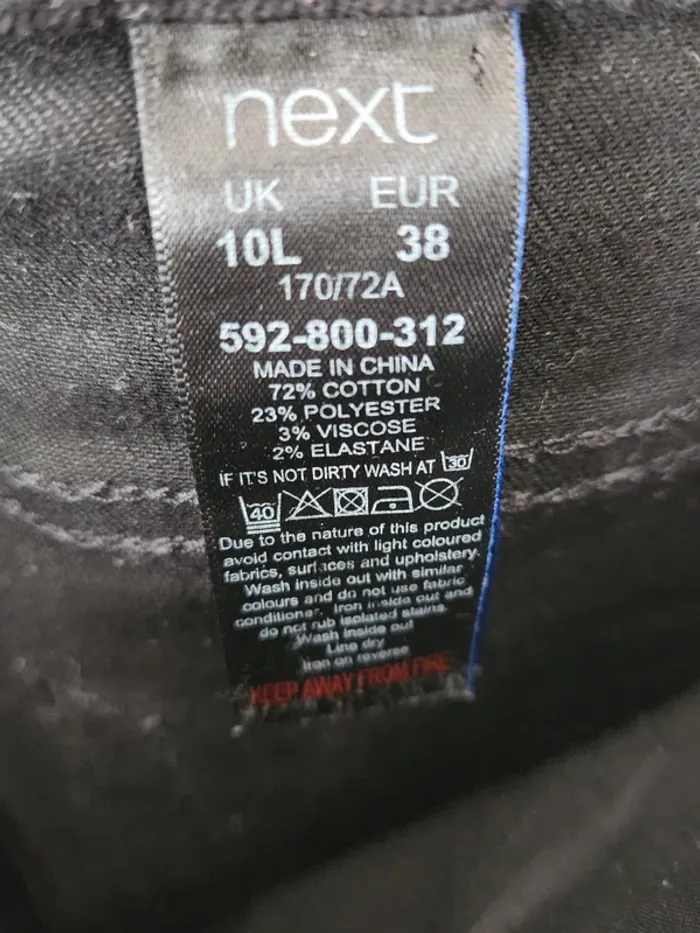 next
UK EUR
10L 38
170/72A
592-800-312
MADE IN CHINA
72% COTTON
23% POLYESTER
3% VISCOSE
2% ELASTANE
IF IT'S NOT DIRTY WASH AT 30
40
Due to the nature of this product
avoid contact with light coloured
fabrics, surfaces and upholstery.
Wash inside out with similar
colours and do not use fabric
conditioner. Iron inside out and
do not rub isolated stains.
Wash inside out
Line dry
Iron on reverse
KEEP AWAY FROM FIRE